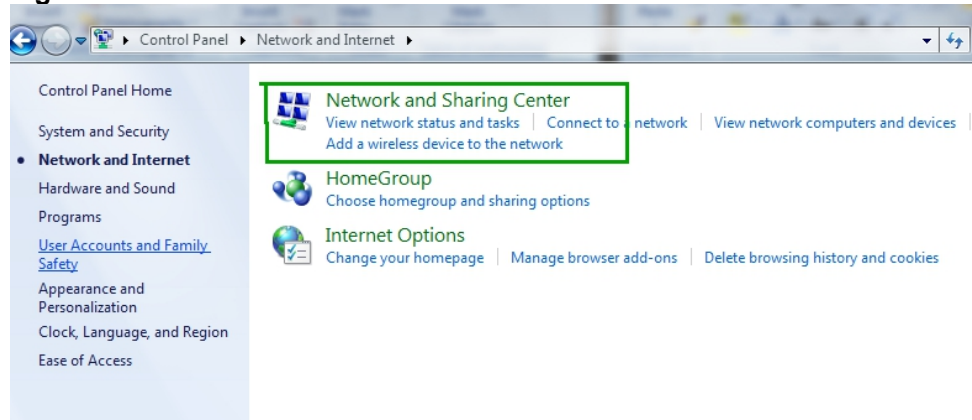 Control Panel Network and Internet
Control Panel Home
System and Security
Network and Internet
Hardware and Sound
Programs
User Accounts and Family
Safety
Appearance and
Personalization
Clock, Language, and Region
Ease of Access
Network and Sharing Center
View network status and tasks Connect to a network View network computers and devices
Add a wireless device to the network
HomeGroup
Choose homegroup and sharing options
Internet Options
Change your homepage Manage browser add-ons Delete browsing history and cookies